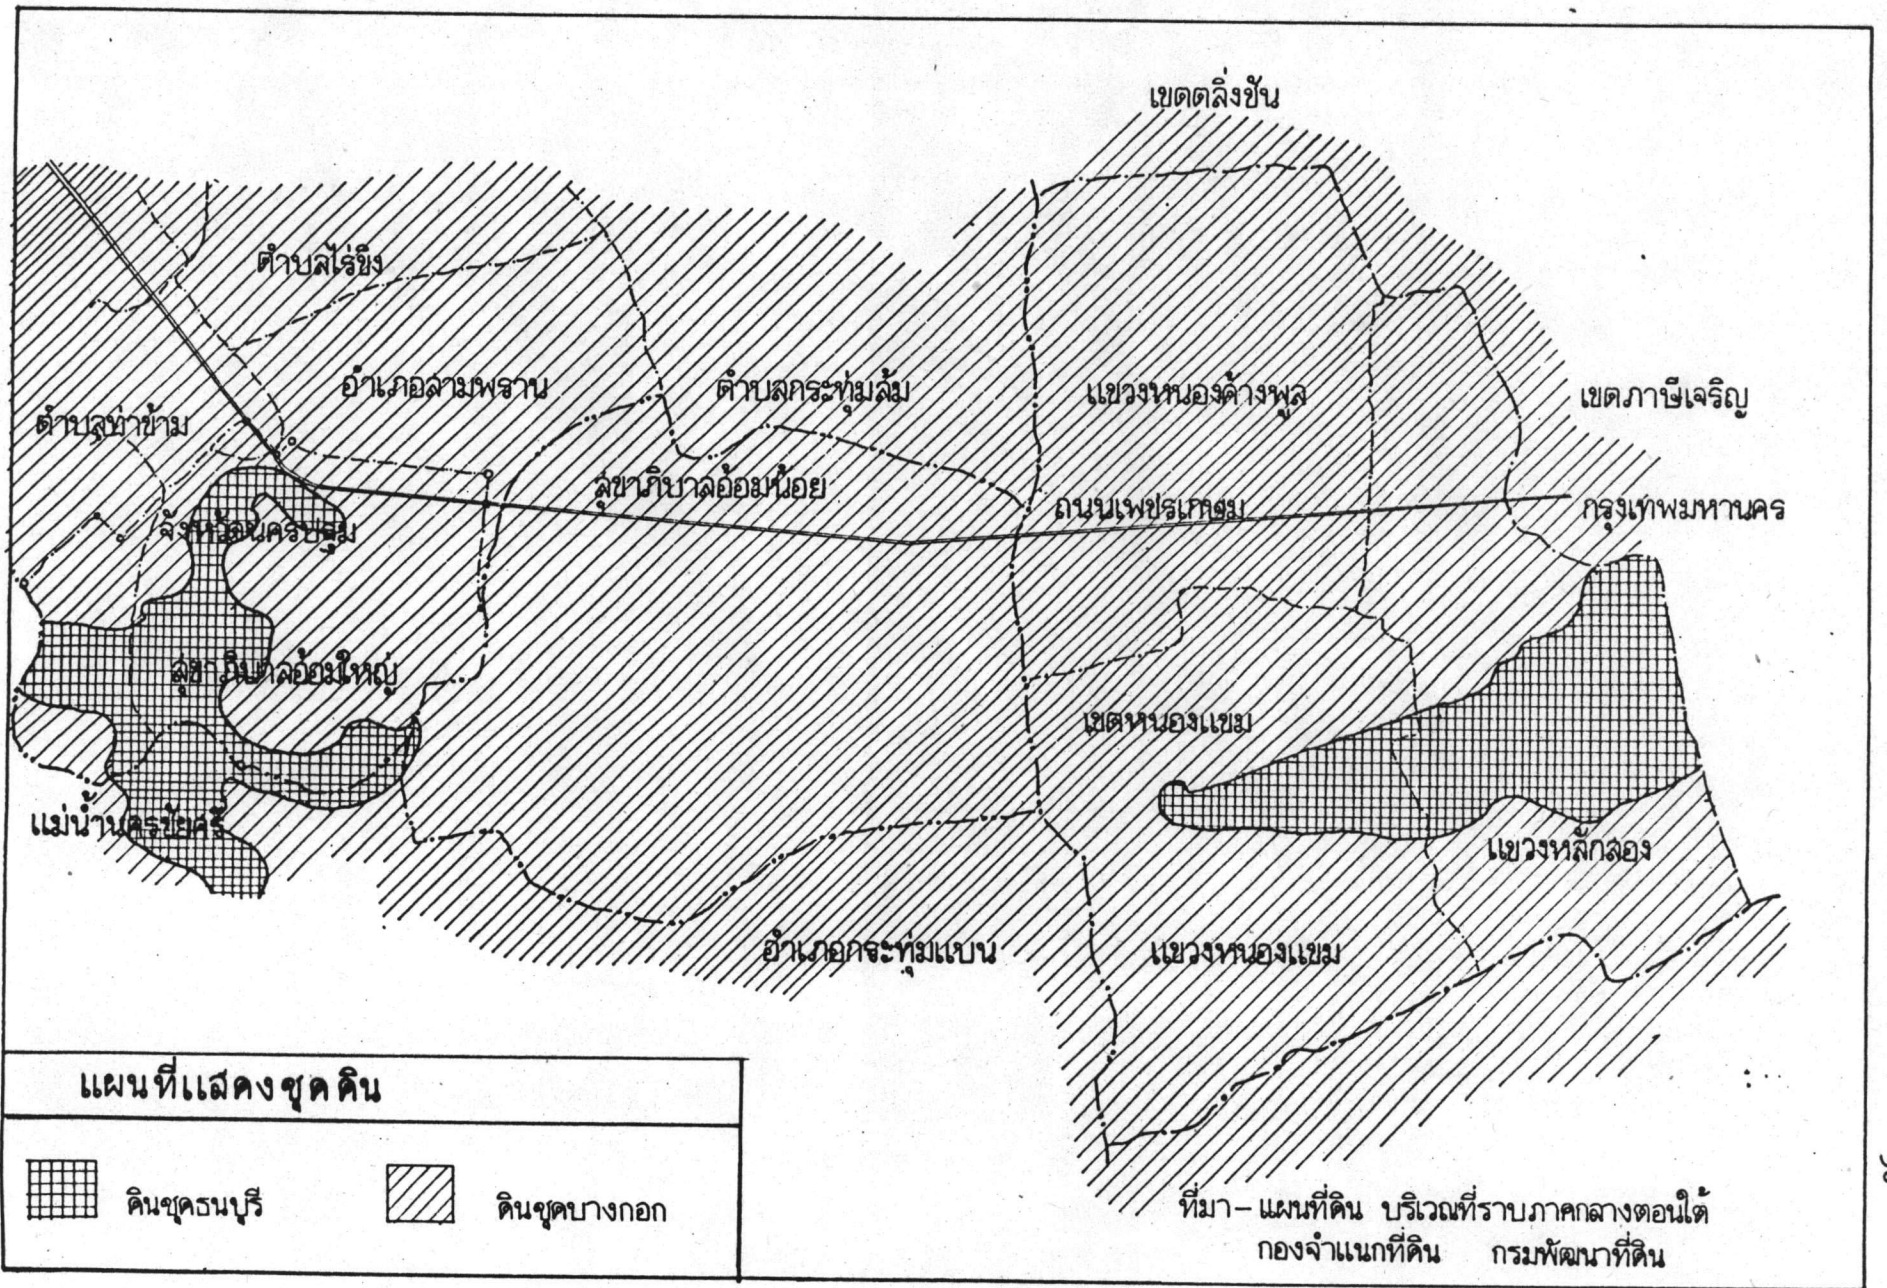 เขตตลิ่งชัน
ตำบลไร่ขิง
อำเภอสามพราน
ตำบลกระทุ่มล้ม
แขวงหนองค้างพูล
เขตภาษีเจริญ
ตำบลท่าข้าม
สุขาภิบาลอ้อมน้อย
ถนนเพชรเกษม
กรุงเทพมหานคร
จังหวัดนครปฐม
สุขาภิบาลอ้อมใหญ่
เขตหนองแขม
แม่น้ำนครชัยศรี
แขวงหลักสอง
อำเภอกระทุ่มแบน
แขวงหนองแขม
แผนที่แสดงชุดดิน
ดินชุดธนบุรี
ดินชุดบางกอก
ที่มา - แผนที่ดิน บริเวณที่ราบภาคกลางตอนใต้
กองจำแนกที่ดิน กรมพัฒนาที่ดิน